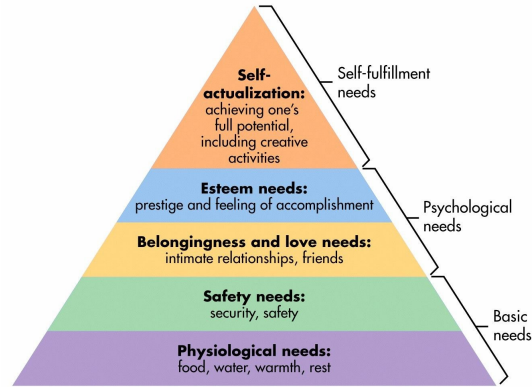 Self-
actualization:
achieving one's
full potential,
including creative
activities
Self-fulfillment
needs
Esteem needs:
prestige and feeling of accomplishment
Psychological
needs
Belongingness and love needs:
intimate relationships, friends
Safety needs:
security, safety
Basic
needs
Physiological needs:
food, water, warmth, rest